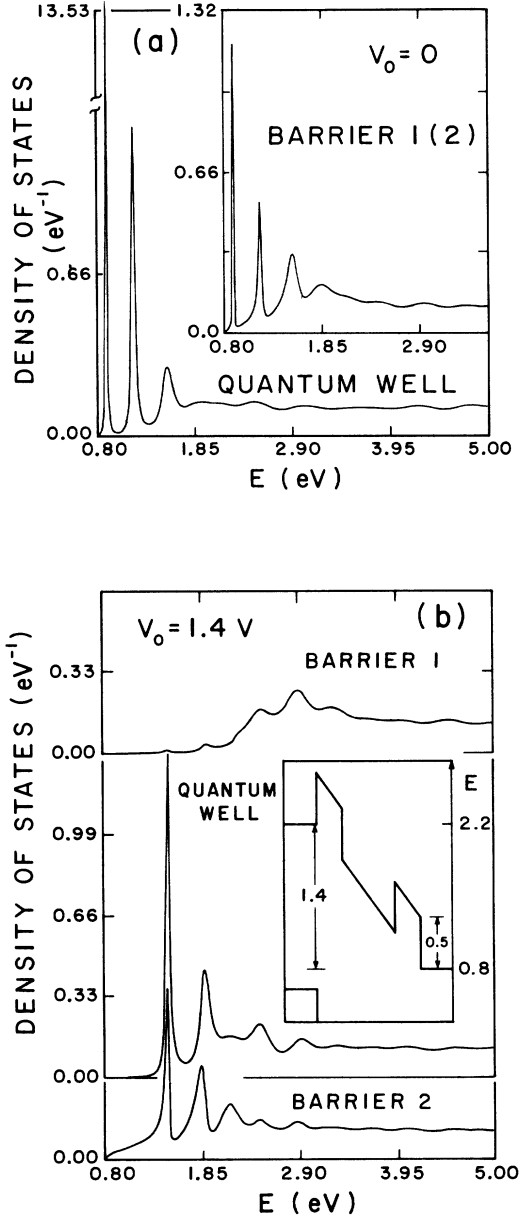 13.53
1.32
(a)
V₀ = 0
BARRIER 1 (2)
DENSITY OF STATES
(eV⁻¹)
0.66
0.66
0.0
0.80 1.85 2.90
QUANTUM WELL
0.00
0.80 1.85 2.90 3.95 5.00
E (eV)
V₀ = 1.4 V
(b)
BARRIER 1
DENSITY OF STATES (eV⁻¹)
0.33
0.00
QUANTUM
WELL
E
0.99
2.2
1.4
0.66
0.5
0.8
0.33
0.00
BARRIER 2
0.00
0.80 1.85 2.90 3.95 5.00
E (eV)